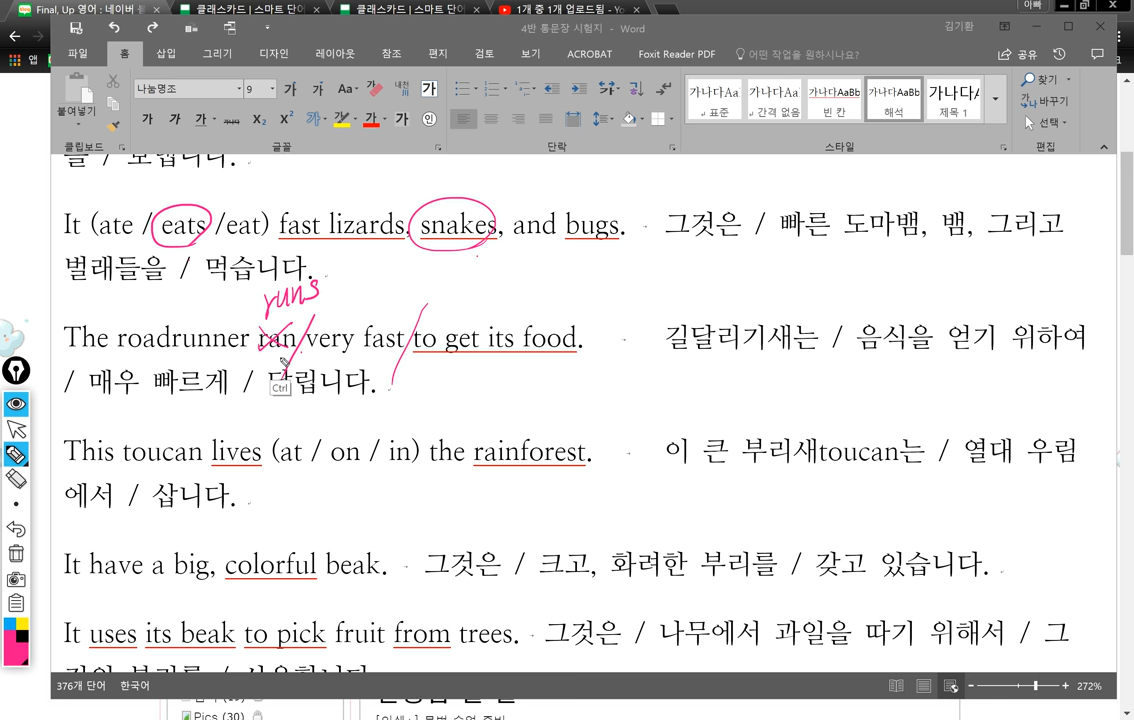 Final, Up 영어 : 네이버 블
클래스카드 | 스마트 단어
클래스카드 | 스마트 단어
1개 중 1개 업로드됨 - Yo
아빠
앱
4반 통문장 시험지 - Word
김기환
파일 홈 삽입 그리기 디자인 레이아웃 참조 편지 검토 보기 ACROBAT Foxit Reader PDF 어떤 작업을 원하시나요? 공유
붙여넣기
나눔명조 9
가나다Aa 가나다Aa 가나다AaBb 가나다AaBb 가나다A
표준 간격 없음 빈 칸 해석 제목 1
찾기
바꾸기
선택
클립보드 글꼴 단락 스타일 편집
It (ate / eats /eat) fast lizards, snakes, and bugs. 그것은 / 빠른 도마뱀, 뱀, 그리고
벌레들을 / 먹습니다.
runs
The roadrunner ran very fast to get its food. 길달리기새는 / 음식을 얻기 위하여
/ 매우 빠르게 / 달립니다.
Ctrl
This toucan lives (at / on / in) the rainforest. 이 큰 부리새toucan는 / 열대 우림
에서 / 삽니다.
It have a big, colorful beak. 그것은 / 크고, 화려한 부리를 / 갖고 있습니다.
It uses its beak to pick fruit from trees. 그것은 / 나무에서 과일을 따기 위해서 / 그
376개 단어 한국어 272%
Pics (30)